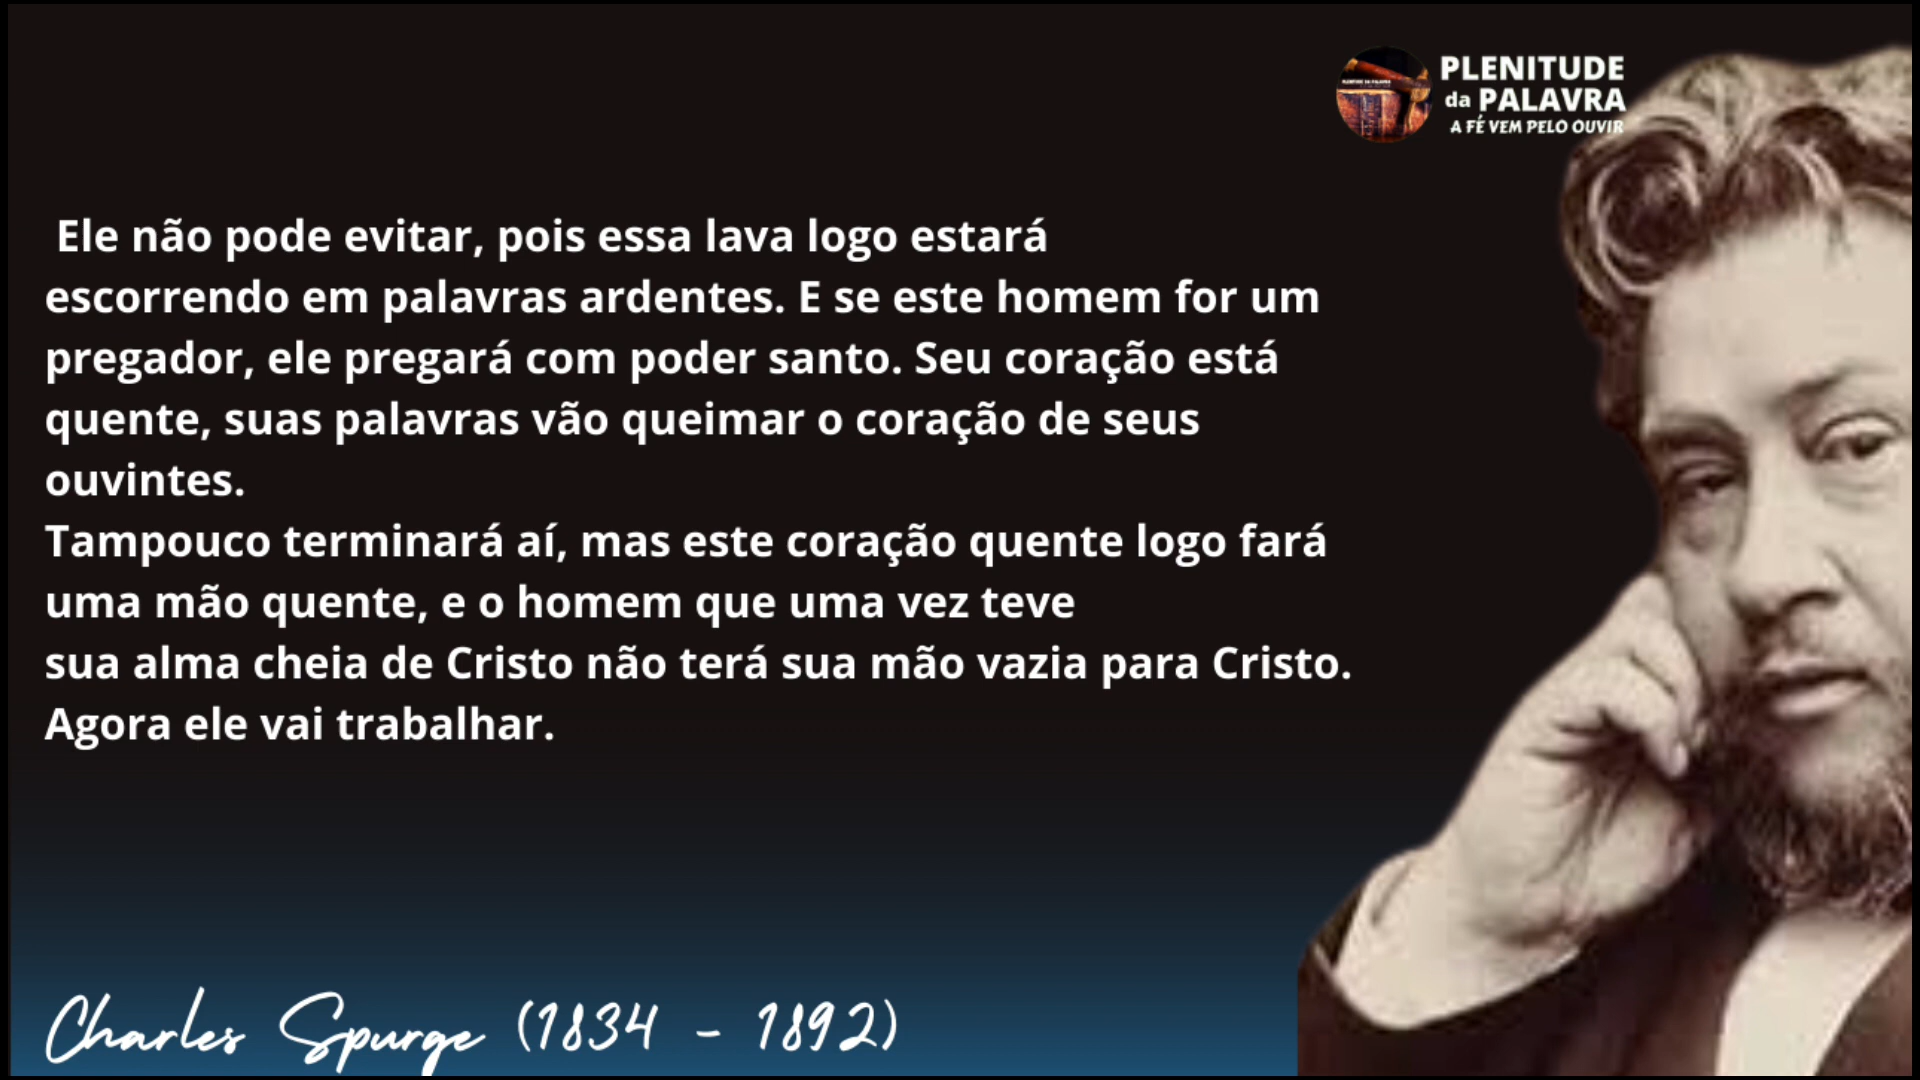 PLENITUDE
da PALAVRA
A FÉ VEM PELO OUVIR
Ele não pode evitar, pois essa lava logo estará
escorrendo em palavras ardentes. E se este homem for um
pregador, ele pregará com poder santo. Seu coração está
quente, suas palavras vão queimar o coração de seus
ouvintes.
Tampouco terminará aí, mas este coração quente logo fará
uma mão quente, e o homem que uma vez teve
sua alma cheia de Cristo não terá sua mão vazia para Cristo.
Agora ele vai trabalhar.
Charles Spurge (1834 - 1892)